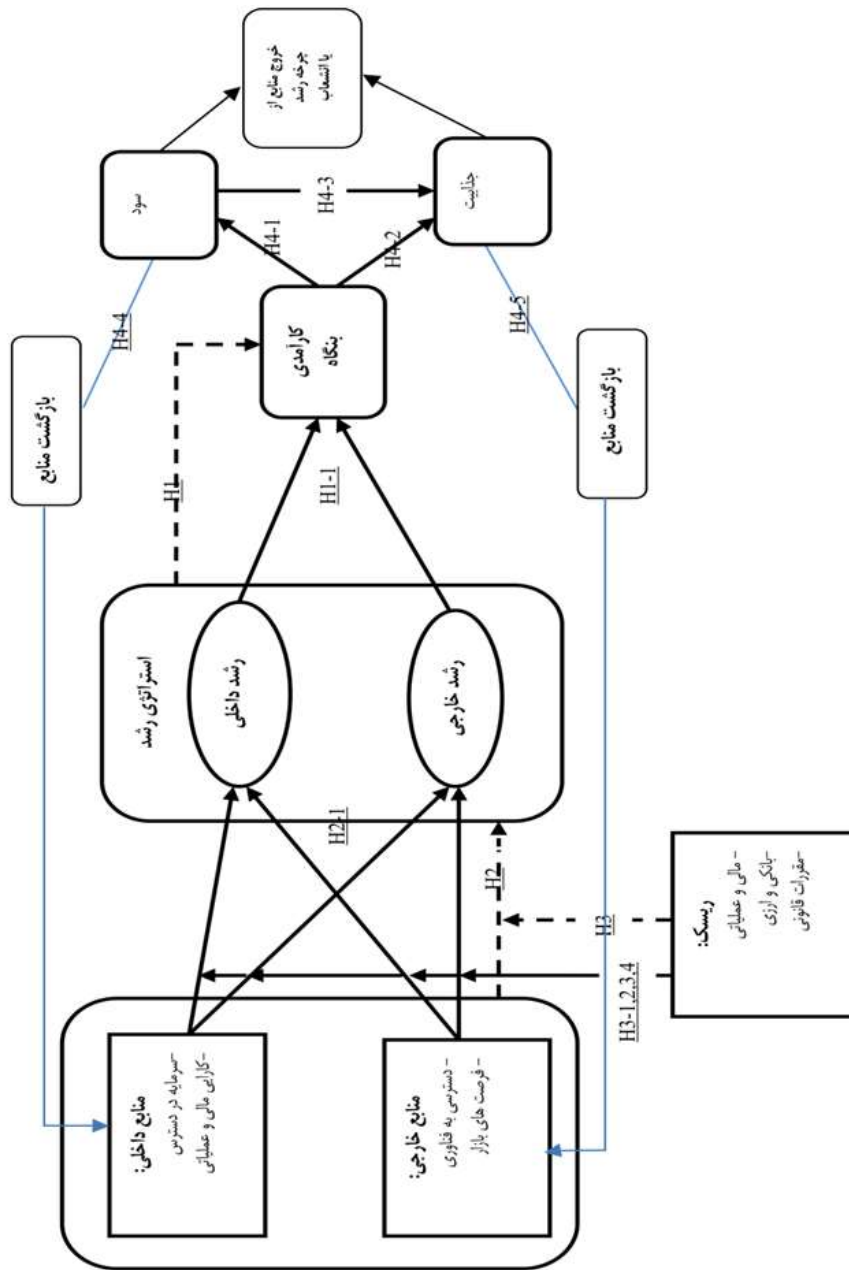 منابع داخلی:
-سرمایه در دسترس
-کارایی مالی و عملیاتی
منابع خارجی:
- دسترسی به فناوری
- فرصت های بازار
ریسک:
- مالی و عملیاتی
-بانکی و ارزی
-مقررات قانونی
H3-1,2,3,4
H3
H2
H2-1
استراتژی رشد
رشد داخلی
رشد خارجی
H1
H1-1
کارآمدی
بنگاه
بازگشت منابع
بازگشت منابع
H4-4
H4-5
H4-1
H4-2
H4-3
سود
جذابیت
خروج منابع از
چرخه رشد
یا انشعاب